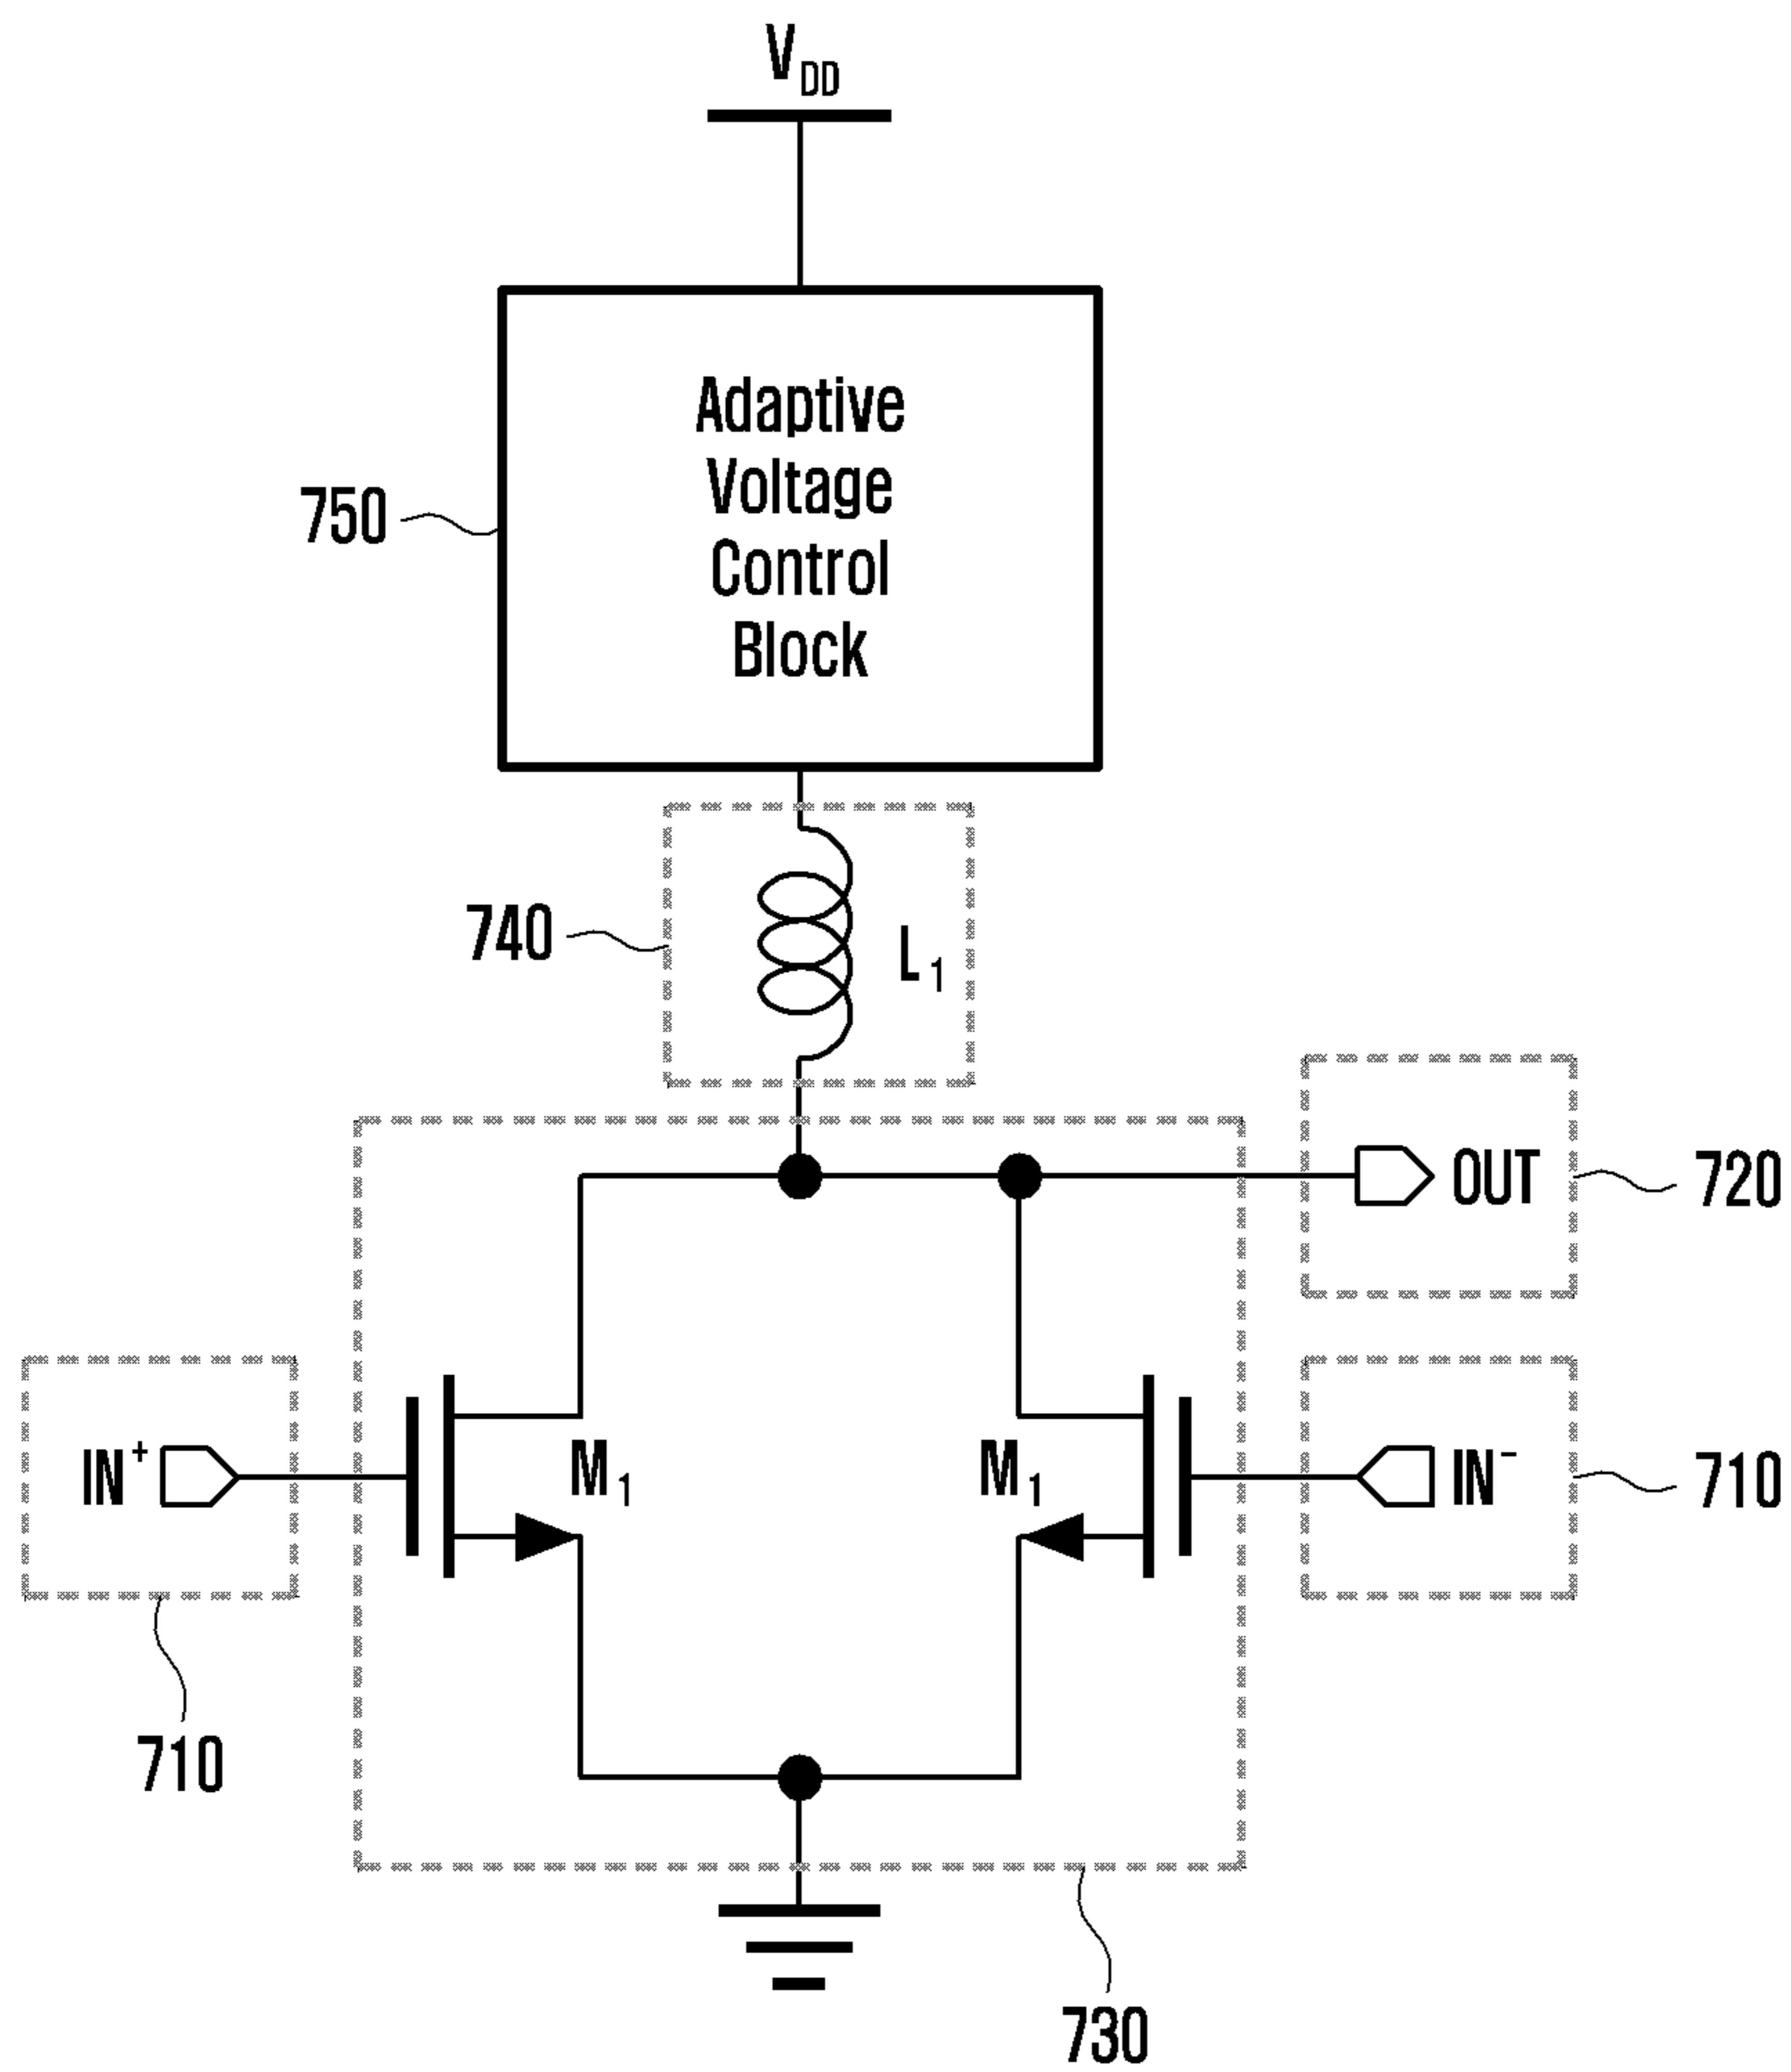 VDD
Adaptive
Voltage
Control
Block
750
740
L1
OUT
720
IN+
M1
M1
IN-
710
710
730